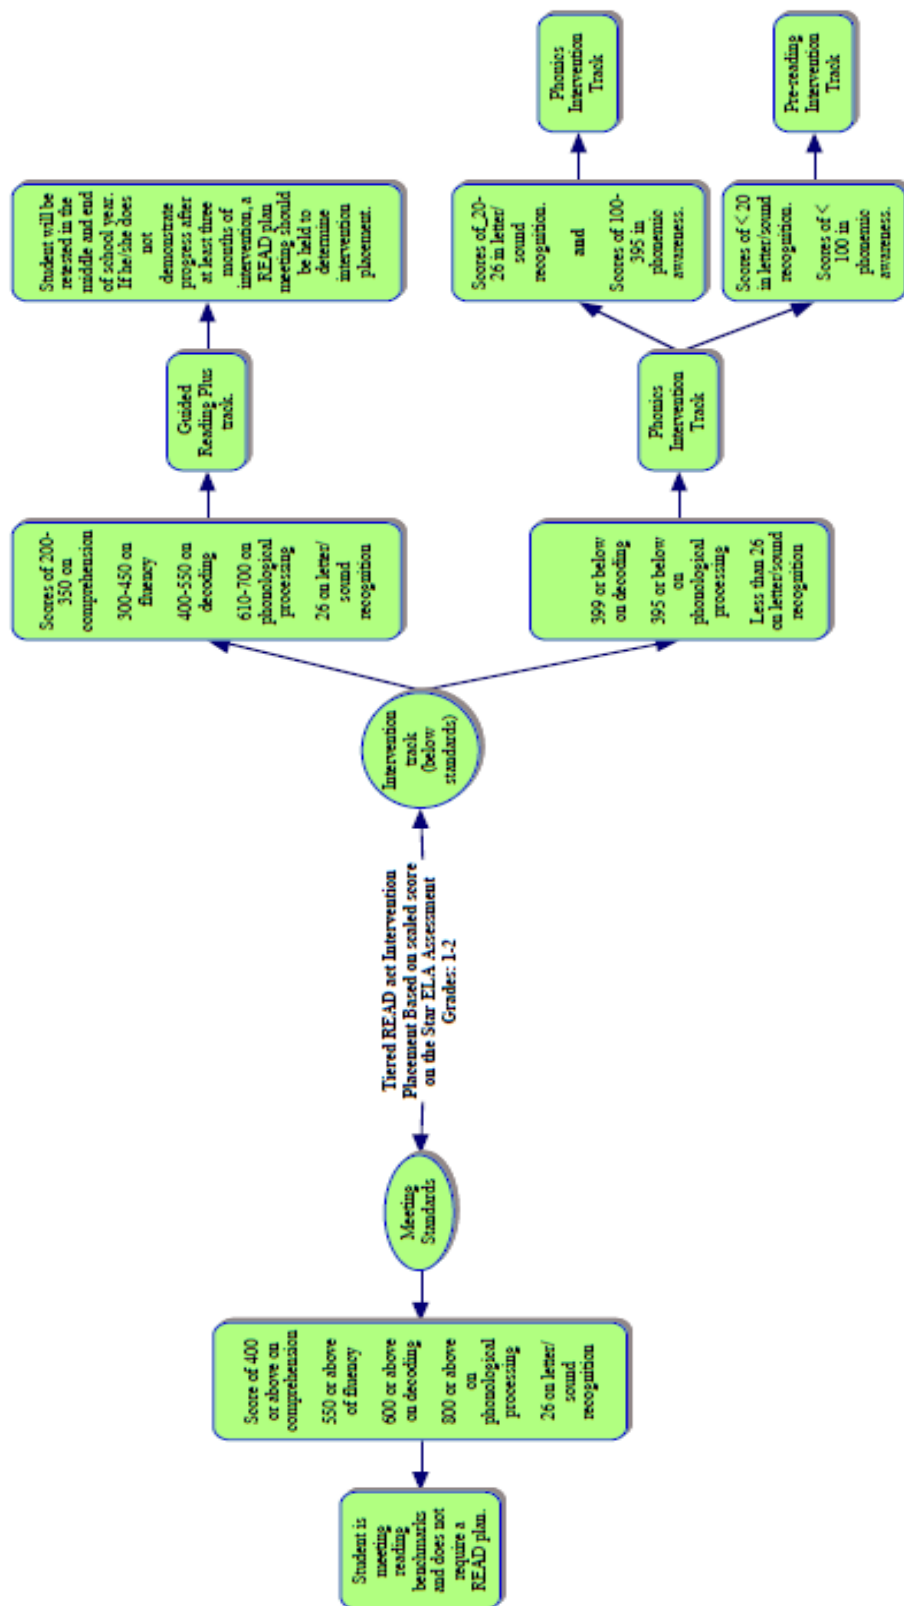 Tiered READ act Intervention
Placement Based on scaled score
on the Star ELA Assessment
Grades: 1-2
Meeting
Standards
Score of 400
or above on
comprehension
550 or above
of fluency
600 or above
on decoding
800 or above
on
phonological
processing
26 on letter/
sound
recognition
Student is
meeting
reading
benchmarks
and does not
require a
READ plan.
Intervention
track
(below
standards)
Scores of 200-
350 on
comprehension
300-450 on
fluency
400-550 on
decoding
610-700 on
phonological
processing
26 on letter/
sound
recognition
Guided
Reading Plus
track.
Student will be
retested in the
middle and end
of school year.
If he/she does
not
demonstrate
progress after
at least three
months of
intervention, a
READ plan
meeting should
be held to
determine
intervention
placement.
399 or below
on decoding
395 or below
on
phonological
processing
Less than 26
on letter/sound
recognition
Phonics
Intervention
Track
Scores of 20-
26 in letter/
sound
recognition.
and
Scores of 100-
395 in
phonemic
awareness.
Phonics
Intervention
Track
Scores of < 20
in letter/sound
recognition.
Scores of <
100 in
phonemic
awareness.
Pre-reading
Intervention
Track